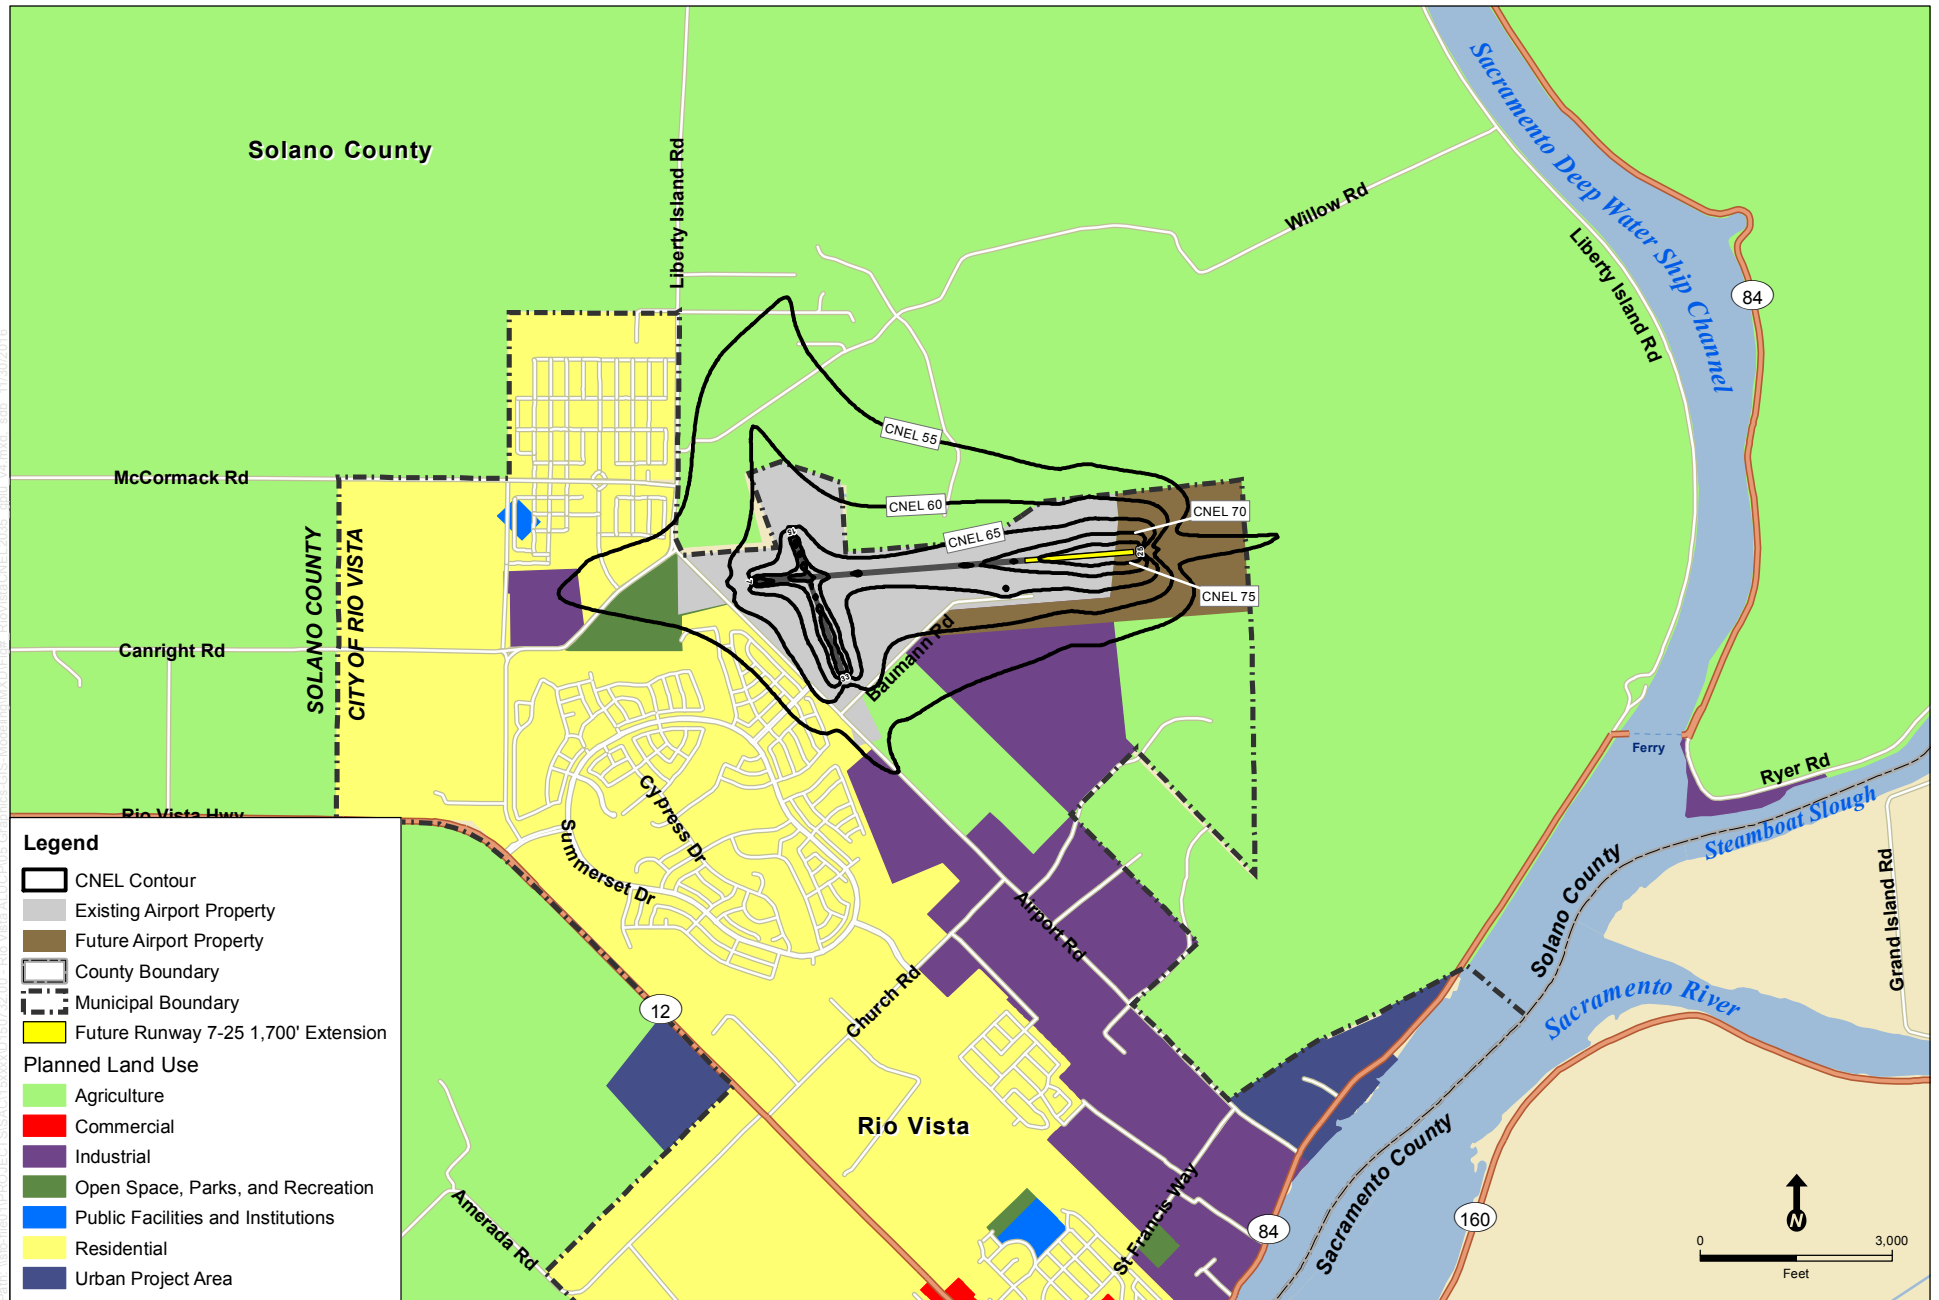 Solano County
Liberty Island Rd
Willow Rd
Sacramento Deep Water Ship Channel
Liberty Island Rd
84
McCormack Rd
SOLANO COUNTY
CITY OF RIO VISTA
Canright Rd
Rio Vista Hwy
CNEL 55
CNEL 60
CNEL 65
CNEL 70
CNEL 75
15
7
25
33
Baumann Rd
Cypress Dr
Summerset Dr
Airport Rd
Church Rd
12
Rio Vista
Amerada Rd
St Francis Way
84
Ferry
Ryer Rd
Steamboat Slough
Solano County
Sacramento County
Sacramento River
Grand Island Rd
160
N
0 3,000
Feet
Legend
CNEL Contour
Existing Airport Property
Future Airport Property
County Boundary
Municipal Boundary
Future Runway 7-25 1,700' Extension
Planned Land Use
Agriculture
Commercial
Industrial
Open Space, Parks, and Recreation
Public Facilities and Institutions
Residential
Urban Project Area